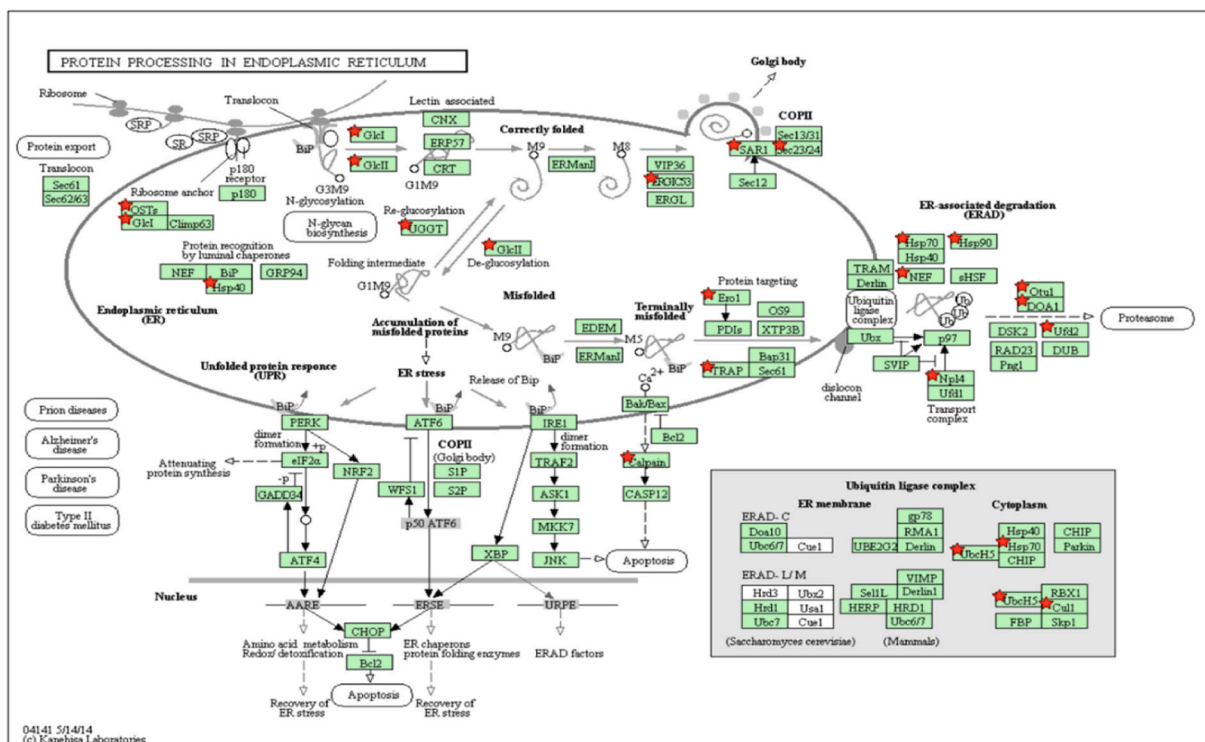 PROTEIN PROCESSING IN ENDOPLASMIC RETICULUM
Golgi body
Ribosome
Translocon
Lectin associated
SRP
SR
SRP
BiP
GlcI
GlcII
CNX
ERP57
CRT
G3M9
G1M9
N-glycosylation
N-glycan
biosynthesis
Correctly folded
M9
ERManI
M8
VIP36
ERGIC53
ERGL
SAR1
Sec12
COPII
Sec13/31
Sec23/24
Protein export
Translocon
Sec61
Sec62/63
p180
receptor
Ribosome anchor
p180
OSTs
GlcI
Climp63
Re-glucosylation
UGGT
GlcII
De-glucosylation
Protein recognition
by luminal chaperones
NEF
BiP
GRP94
Hsp40
Folding intermediate
G1M9
Endoplasmic reticulum
(ER)
Misfolded
Accumulation of
misfolded proteins
M9
BiP
EDEM
ERManI
Terminally
misfolded
M5
BiP
Protein targeting
Ero1
PDIs
OS9
XTP3B
TRAP
Bap31
Sec61
ER-associated degradation
(ERAD)
Hsp70
Hsp40
Hsp90
NEF
sHSF
TRAM
Derlin
Ubiquitin
ligase
complex
Ub
Ub
Ub
Ubx
p97
SVIP
Npl4
Ufd1
Transport
complex
dislocon
channel
Otu1
DOA1
DSK2
Ufd2
RAD23
DUB
Png1
Proteasome
Unfolded protein responce
(UPR)
ER stress
Release of Bip
BiP
PERK
BiP
ATF6
BiP
IRE1
Ca2+
Bak/Bax
Bcl2
Calpain
CASP12
Apoptosis
Prion diseases
Alzheimer's
disease
Parkinson's
disease
Type II
diabetes mellitus
dimer
formation
+p
Attenuating
protein synthesis
eIF2α
-p
GADD34
NRF2
ATF4
COPII
(Golgi body)
S1P
S2P
WFS1
p50 ATF6
dimer
formation
TRAF2
ASK1
MKK7
JNK
XBP
Nucleus
AARE
ERSE
URPE
CHOP
Bcl2
Apoptosis
Amino acid metabolism
Redox/ detoxification
ER chaperons
protein folding enzymes
ERAD factors
Recovery of
ER stress
Recovery of
ER stress
Ubiquitin ligase complex
ER membrane
Cytoplasm
ERAD- C
Doa10
Ubc6/7
Cue1
gp78
RMA1
UBE2G2
Derlin
Hsp40
UbcH5
Hsp70
CHIP
CHIP
Parkin
ERAD- L/ M
Hrd3
Ubx2
Hrd1
Usa1
Ubc7
Cue1
VIMP
Sel1L
Derlin1
HERP
HRD1
Ubc6/7
UbcH5
RBX1
Cul1
FBP
Skp1
(Saccharomyces cerevisiae)
(Mammals)
04141 5/14/14
(c) Kanehisa Laboratories